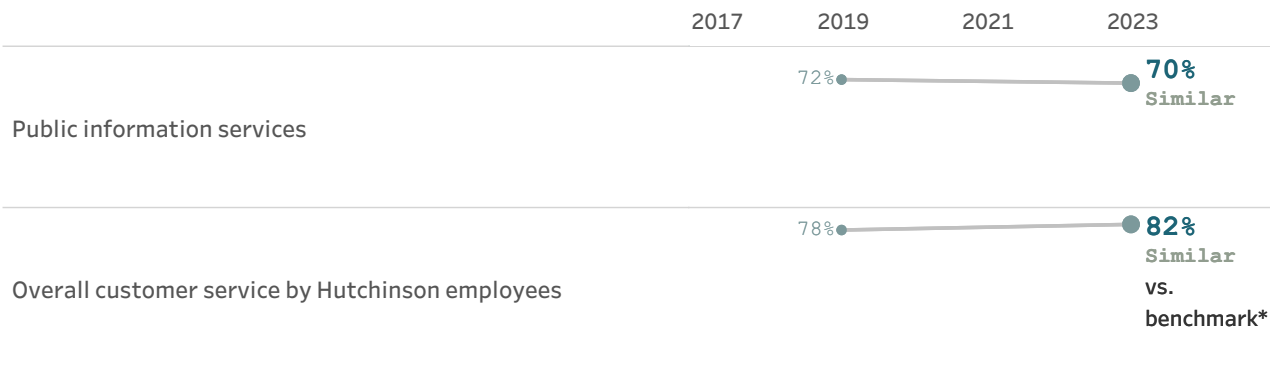 2017 2019 2021 2023
72% 70%
Similar
Public information services
78% 82%
Similar
Overall customer service by Hutchinson employees
vs.
benchmark*